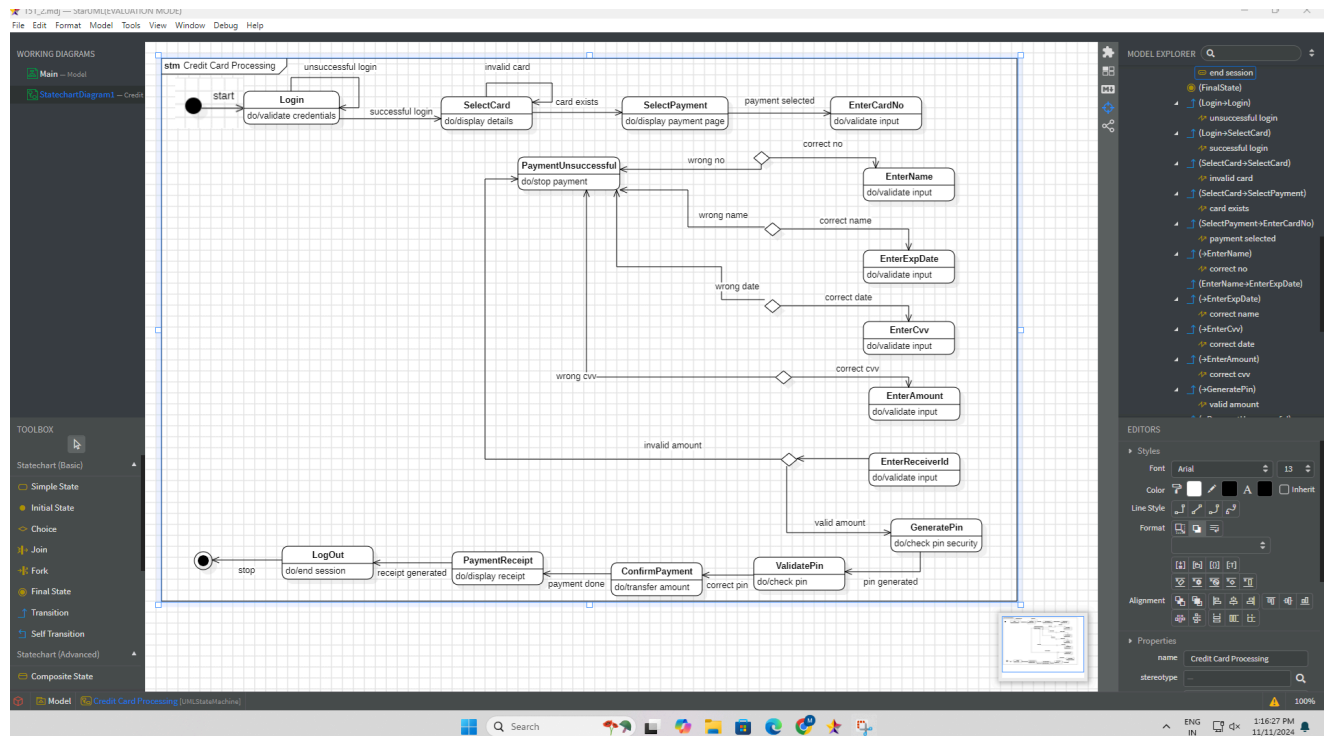 151_2.mdj — StarUML(EVALUATION MODE)
File Edit Format Model Tools View Window Debug Help
WORKING DIAGRAMS
Main — Model
StatechartDiagram1 — Credit
TOOLBOX
Statechart (Basic)
Simple State
Initial State
Choice
Join
Fork
Final State
Transition
Self Transition
Statechart (Advanced)
Composite State
stm Credit Card Processing
unsuccessful login
invalid card
start
Login
do/validate credentials
successful login
SelectCard
do/display details
card exists
SelectPayment
do/display payment page
payment selected
EnterCardNo
do/validate input
correct no
PaymentUnsuccessful
do/stop payment
wrong no
EnterName
do/validate input
wrong name
correct name
EnterExpDate
do/validate input
wrong date
correct date
EnterCvv
do/validate input
wrong cvv
correct cvv
EnterAmount
do/validate input
invalid amount
EnterReceiverId
do/validate input
valid amount
GeneratePin
do/check pin security
stop
LogOut
do/end session
receipt generated
PaymentReceipt
do/display receipt
payment done
ConfirmPayment
do/transfer amount
correct pin
ValidatePin
do/check pin
pin generated
MODEL EXPLORER
end session
(FinalState)
(Login→Login)
unsuccessful login
(Login→SelectCard)
successful login
(SelectCard→SelectCard)
invalid card
(SelectCard→SelectPayment)
card exists
(SelectPayment→EnterCardNo)
payment selected
(→EnterName)
correct no
(EnterName→EnterExpDate)
(→EnterExpDate)
correct name
(→EnterCvv)
correct date
(→EnterAmount)
correct cvv
(→GeneratePin)
valid amount
EDITORS
Styles
Font Arial 13
Color A Inherit
Line Style
Format
Alignment
Properties
name Credit Card Processing
stereotype —
Model Credit Card Processing [UMLStateMachine]
100%
Search
ENG
IN
1:16:27 PM
11/11/2024